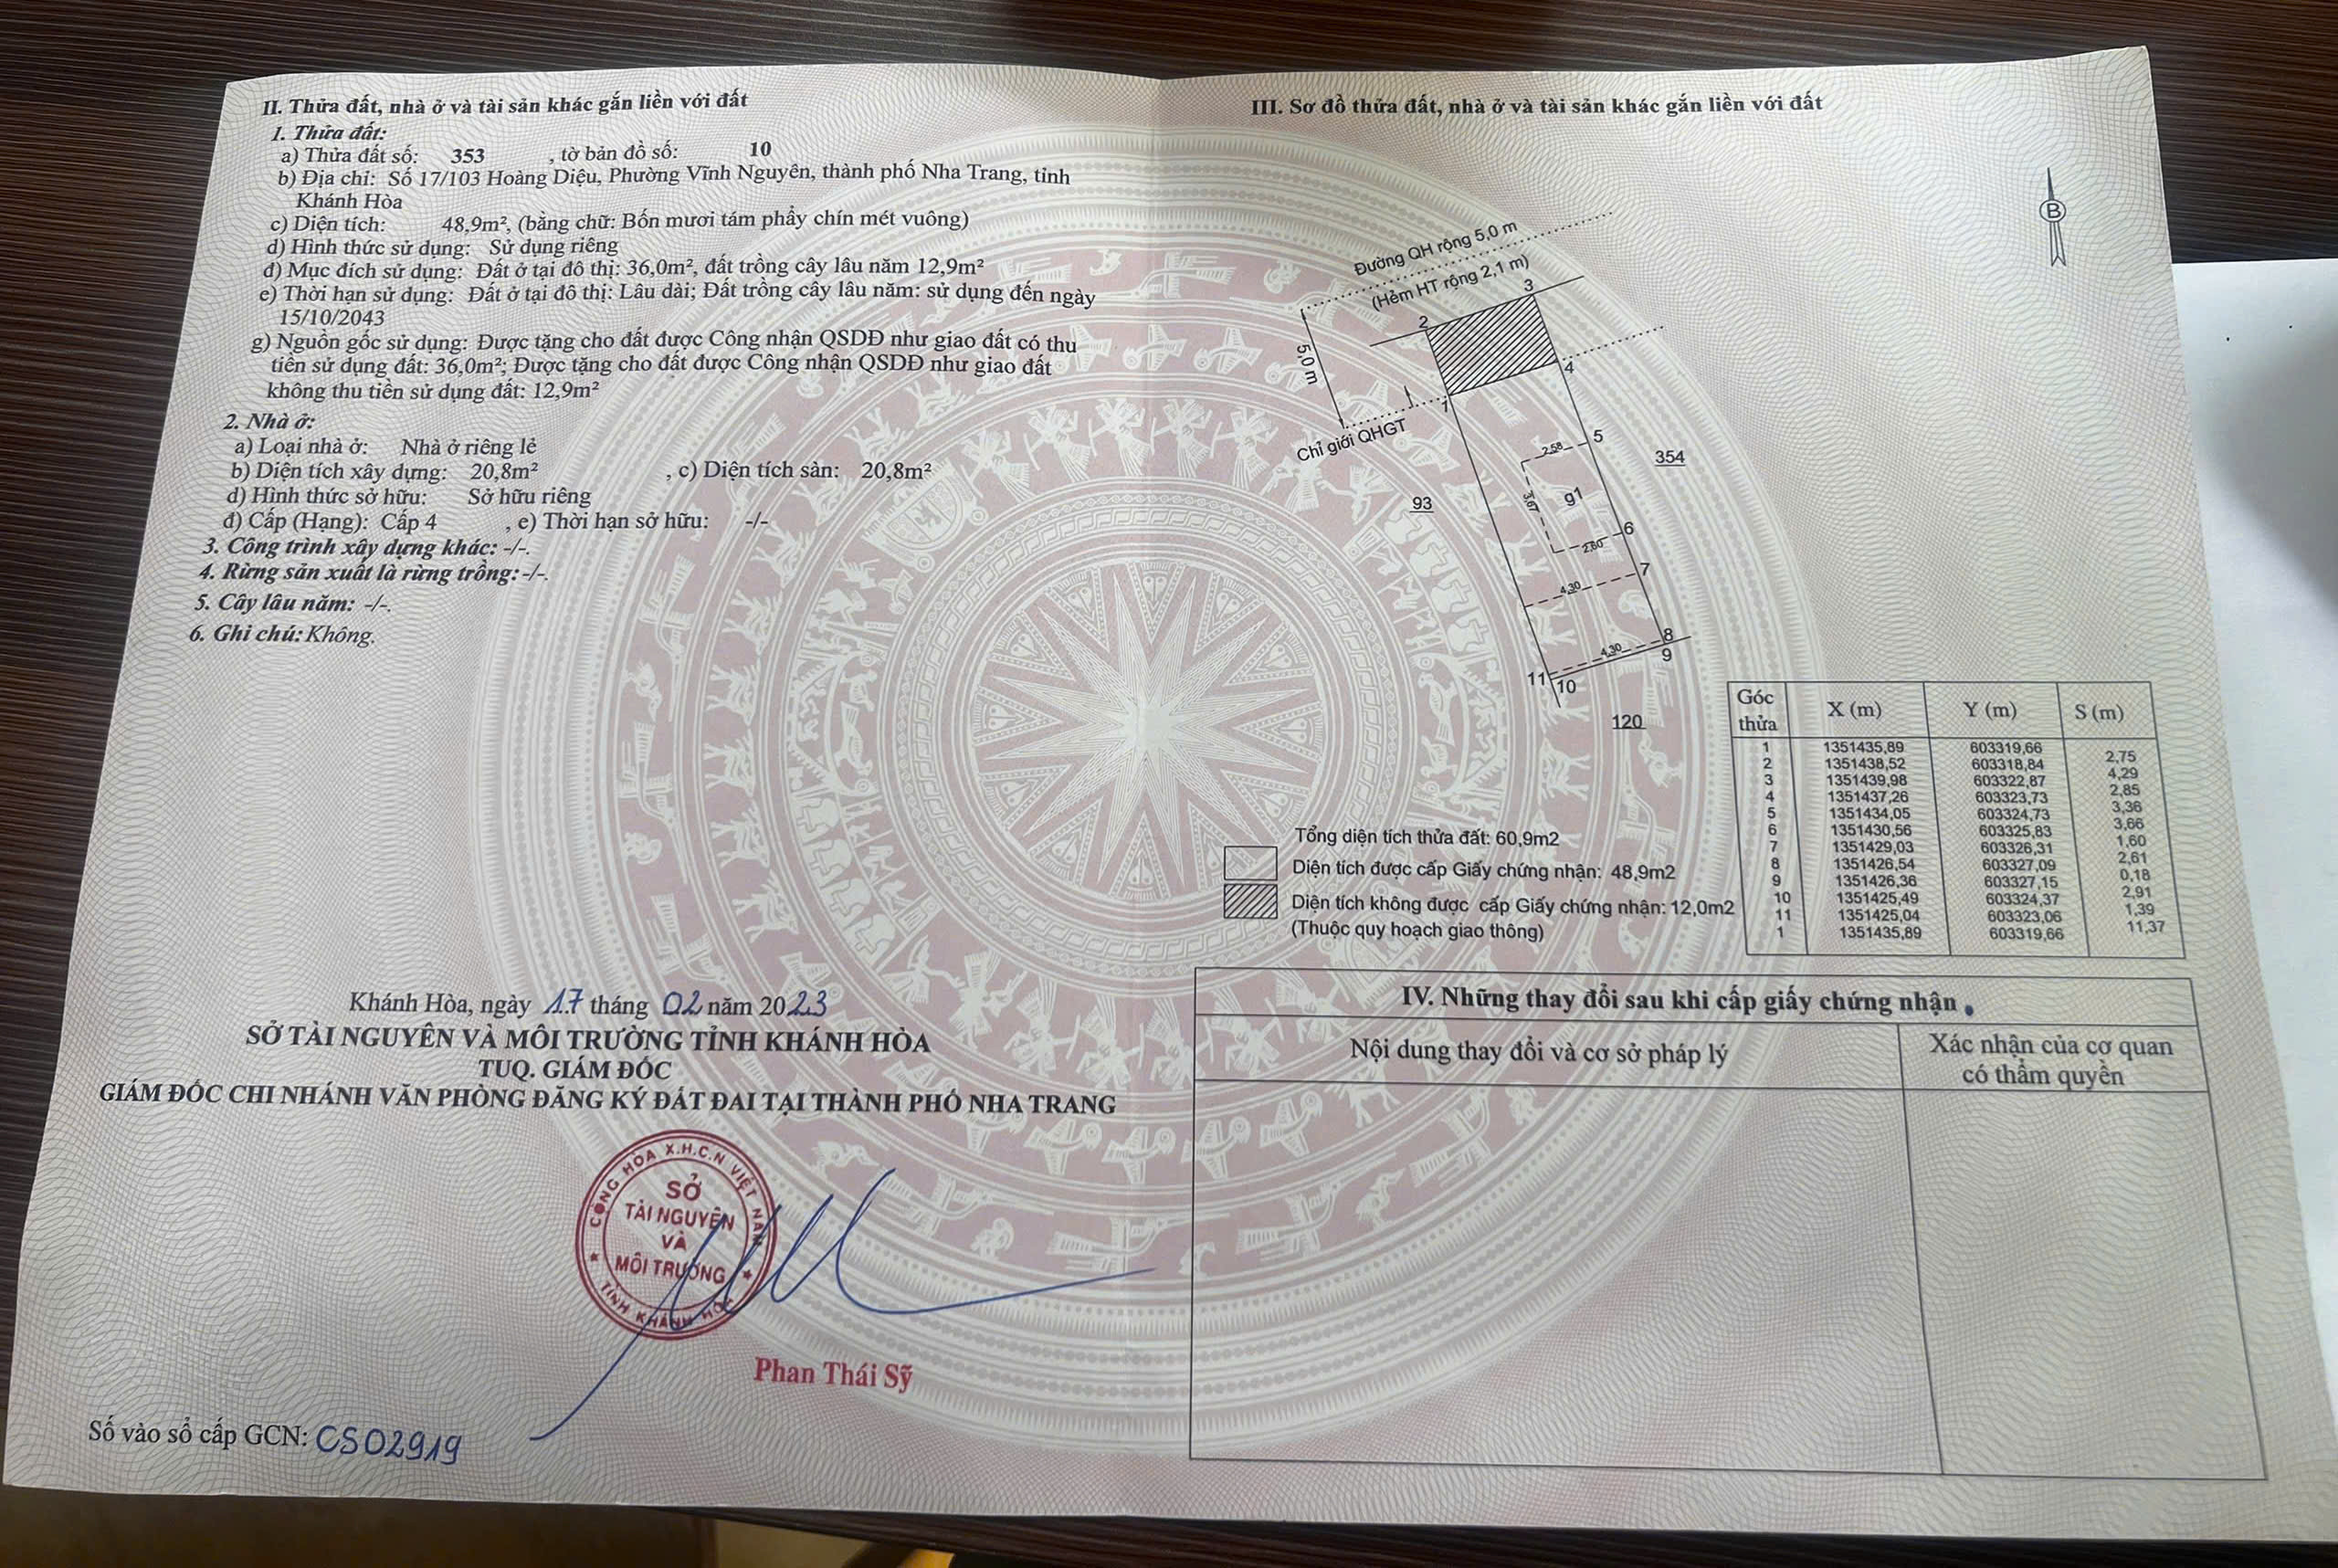 II. Thửa đất, nhà ở và tài sản khác gắn liền với đất
1. Thửa đất:
a) Thửa đất số: 353 , tờ bản đồ số: 10
b) Địa chỉ: Số 17/103 Hoàng Diệu, Phường Vĩnh Nguyên, thành phố Nha Trang, tỉnh
Khánh Hòa
c) Diện tích: 48,9m², (bằng chữ: Bốn mươi tám phẩy chín mét vuông)
d) Hình thức sử dụng: Sử dụng riêng
đ) Mục đích sử dụng: Đất ở tại đô thị: 36,0m², đất trồng cây lâu năm 12,9m²
e) Thời hạn sử dụng: Đất ở tại đô thị: Lâu dài; Đất trồng cây lâu năm: sử dụng đến ngày
15/10/2043
g) Nguồn gốc sử dụng: Được tặng cho đất được Công nhận QSDĐ như giao đất có thu
tiền sử dụng đất: 36,0m²; Được tặng cho đất được Công nhận QSDĐ như giao đất
không thu tiền sử dụng đất: 12,9m²
2. Nhà ở:
a) Loại nhà ở: Nhà ở riêng lẻ
b) Diện tích xây dựng: 20,8m² , c) Diện tích sàn: 20,8m²
d) Hình thức sở hữu: Sở hữu riêng
đ) Cấp (Hạng): Cấp 4 , e) Thời hạn sở hữu: -/-
3. Công trình xây dựng khác: -/-.
4. Rừng sản xuất là rừng trồng: -/-.
5. Cây lâu năm: -/-.
6. Ghi chú: Không.
Khánh Hòa, ngày 17 tháng 02 năm 2023
SỞ TÀI NGUYÊN VÀ MÔI TRƯỜNG TỈNH KHÁNH HÒA
TUQ. GIÁM ĐỐC
GIÁM ĐỐC CHI NHÁNH VĂN PHÒNG ĐĂNG KÝ ĐẤT ĐAI TẠI THÀNH PHỐ NHA TRANG
CỘNG HÒA X.H.C.N VIỆT NAM
SỞ
TÀI NGUYÊN
VÀ
MÔI TRƯỜNG
TỈNH KHÁNH HÒA
Phan Thái Sỹ
Số vào sổ cấp GCN: CS02919
III. Sơ đồ thửa đất, nhà ở và tài sản khác gắn liền với đất
B
Đường QH rộng 5,0 m
(Hẻm HT rộng 2,1 m)
3
2
5,0 m
4
1
Chỉ giới QHGT
5
2,58
354
93
3,67
g1
6
2,60
7
4,30
8
4,30
9
11
10
120
Góc thửa X (m) Y (m) S (m)
1 1351435,89 603319,66
2,75
2 1351438,52 603318,84
4,29
3 1351439,98 603322,87
2,85
4 1351437,26 603323,73
3,36
5 1351434,05 603324,73
3,66
6 1351430,56 603325,83
1,60
7 1351429,03 603326,31
2,61
8 1351426,54 603327,09
0,18
9 1351426,36 603327,15
2,91
10 1351425,49 603324,37
1,39
11 1351425,04 603323,06
11,37
1 1351435,89 603319,66
Tổng diện tích thửa đất: 60,9m2
Diện tích được cấp Giấy chứng nhận: 48,9m2
Diện tích không được cấp Giấy chứng nhận: 12,0m2
(Thuộc quy hoạch giao thông)
IV. Những thay đổi sau khi cấp giấy chứng nhận
Nội dung thay đổi và cơ sở pháp lý
Xác nhận của cơ quan
có thẩm quyền